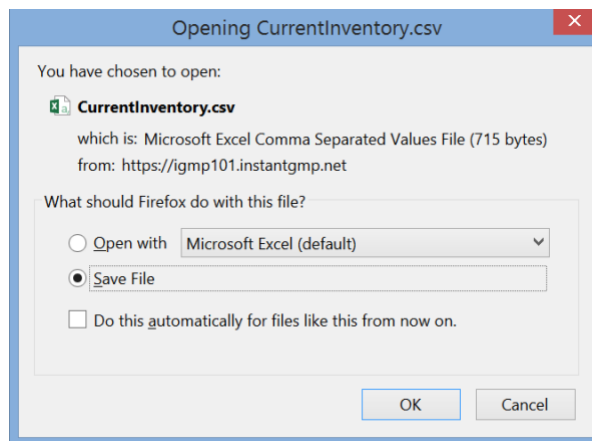 Opening CurrentInventory.csv
You have chosen to open:
CurrentInventory.csv
which is: Microsoft Excel Comma Separated Values File (715 bytes)
from: https://igmp101.instantgmp.net
What should Firefox do with this file?
Open with Microsoft Excel (default)
Save File
Do this automatically for files like this from now on.
OK Cancel